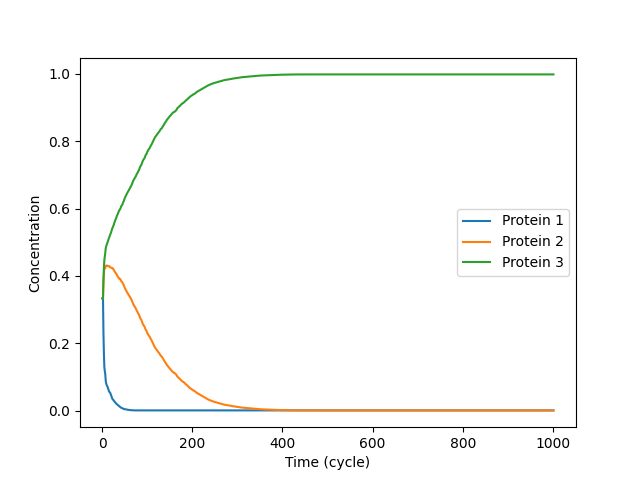 1.0
0.8
0.6
0.4
0.2
0.0
Concentration
Protein 1
Protein 2
Protein 3
0
200
400
600
800
1000
Time (cycle)